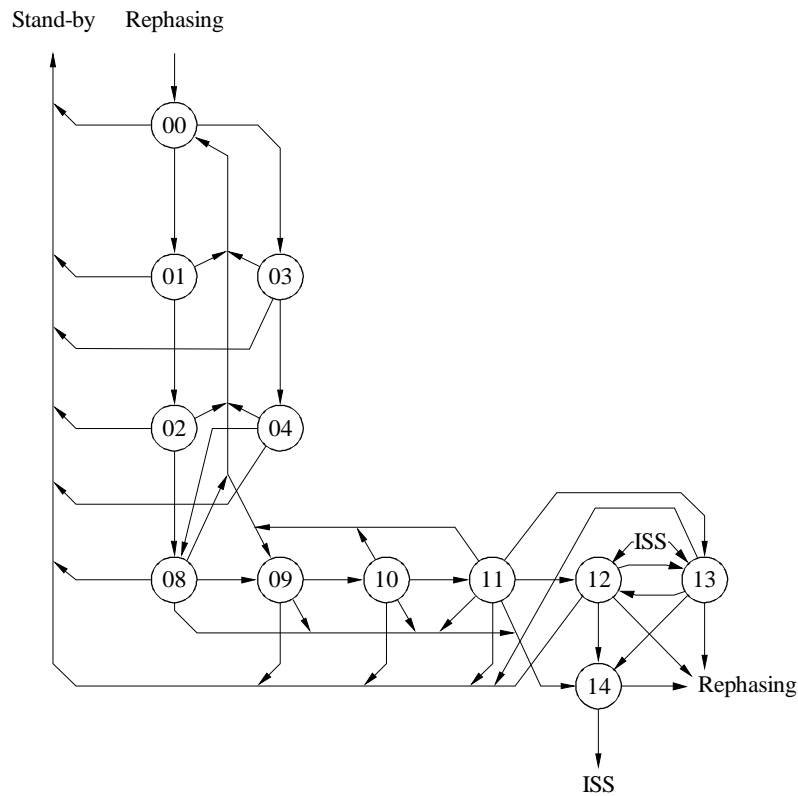 Stand-by Rephasing
00
01 03
02 04
ISS
08 09 10 11 12 13
14 Rephasing
ISS